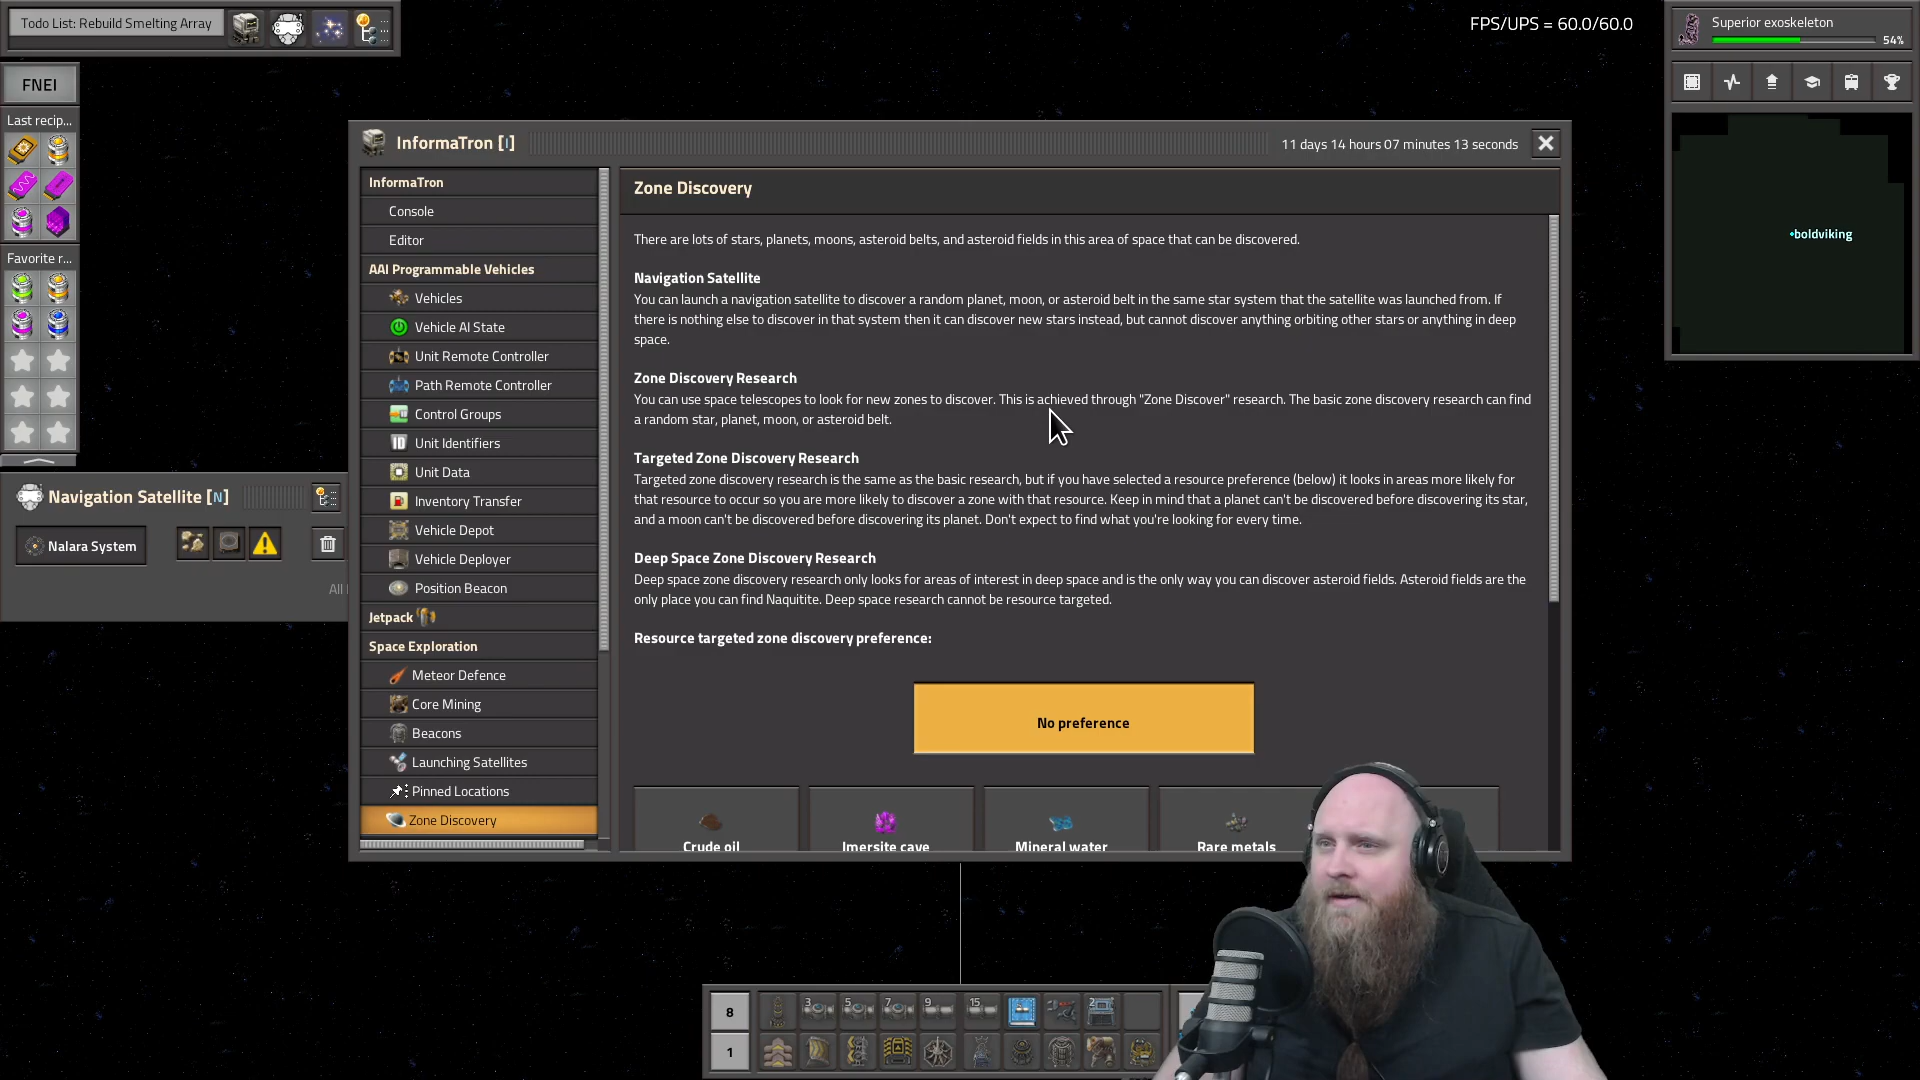 Todo List: Rebuild Smelting Array
FPS/UPS = 60.0/60.0
Superior exoskeleton
54%
FNEI
Last recip...
Favorite r...
InformaTron [I]
11 days 14 hours 07 minutes 13 seconds
InformaTron
Console
Editor
AAI Programmable Vehicles
Vehicles
Vehicle AI State
Unit Remote Controller
Path Remote Controller
Control Groups
ID
Unit Identifiers
Unit Data
Inventory Transfer
Vehicle Depot
Vehicle Deployer
Position Beacon
Jetpack
Space Exploration
Meteor Defence
Core Mining
Beacons
Launching Satellites
Pinned Locations
Zone Discovery
Zone Discovery
There are lots of stars, planets, moons, asteroid belts, and asteroid fields in this area of space that can be discovered.
Navigation Satellite
You can launch a navigation satellite to discover a random planet, moon, or asteroid belt in the same star system that the satellite was launched from. If
there is nothing else to discover in that system then it can discover new stars instead, but cannot discover anything orbiting other stars or anything in deep
space.
Zone Discovery Research
You can use space telescopes to look for new zones to discover. This is achieved through "Zone Discover" research. The basic zone discovery research can find
a random star, planet, moon, or asteroid belt.
Targeted Zone Discovery Research
Targeted zone discovery research is the same as the basic research, but if you have selected a resource preference (below) it looks in areas more likely for
that resource to occur so you are more likely to discover a zone with that resource. Keep in mind that a planet can't be discovered before discovering its star,
and a moon can't be discovered before discovering its planet. Don't expect to find what you're looking for every time.
Deep Space Zone Discovery Research
Deep space zone discovery research only looks for areas of interest in deep space and is the only way you can discover asteroid fields. Asteroid fields are the
only place you can find Naquitite. Deep space research cannot be resource targeted.
Resource targeted zone discovery preference:
No preference
Crude oil
Imersite cave
Mineral water
Rare metals
boldviking
Navigation Satellite [N]
Nalara System
All
8
3
5
7
9
15
2
1